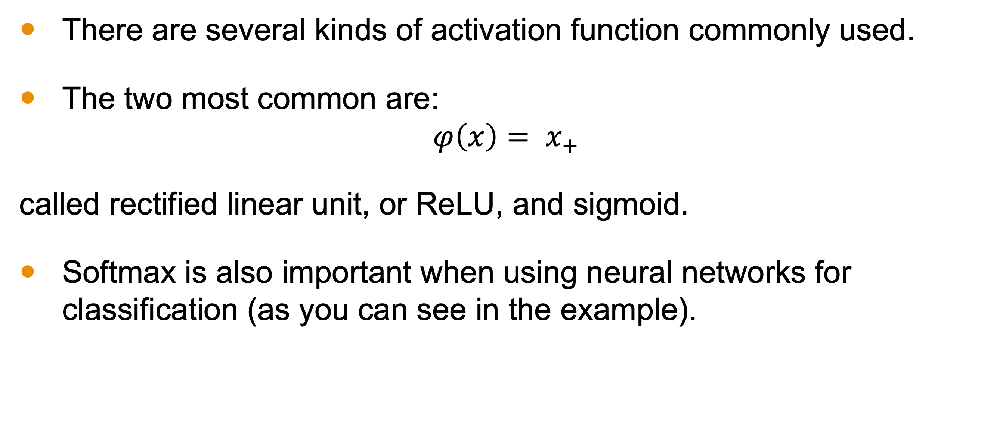 • There are several kinds of activation function commonly used.
• The two most common are:
φ(x) = x₊
called rectified linear unit, or ReLU, and sigmoid.
• Softmax is also important when using neural networks for
classification (as you can see in the example).